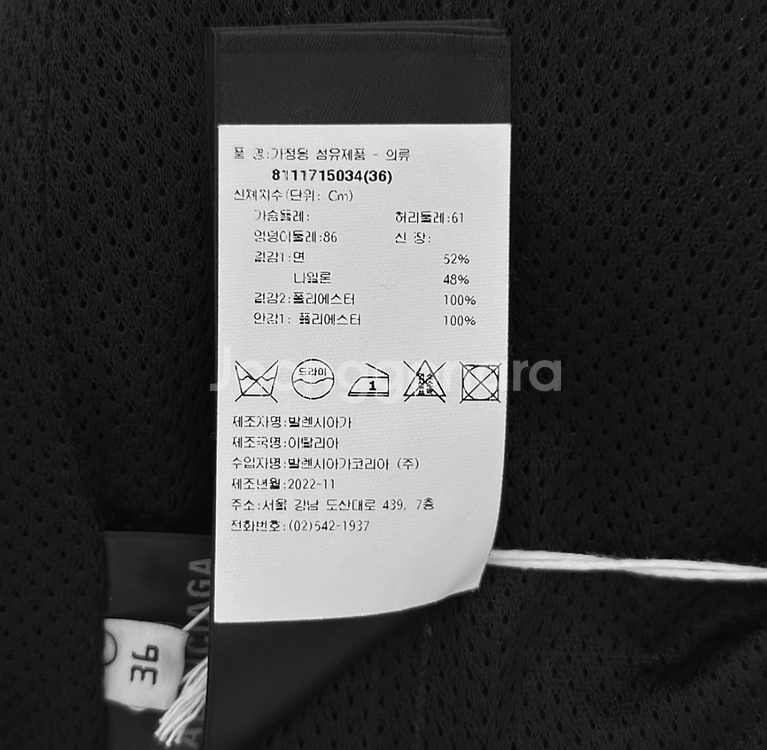 품 명:가정용 섬유제품 - 의류
8111715034(36)
신체치수(단위: Cm)
가슴둘레: 허리둘레:61
엉덩이둘레:86 신 장:
겉감1:면 52%
나일론 48%
겉감2:폴리에스터 100%
안감1: 폴리에스터 100%
드라이
1
제조자명:발렌시아가
제조국명:이탈리아
수입자명:발렌시아가코리아 (주)
제조년월:2022-11
주소:서울 강남 도산대로 439, 7층
전화번호:(02)542-1937
36